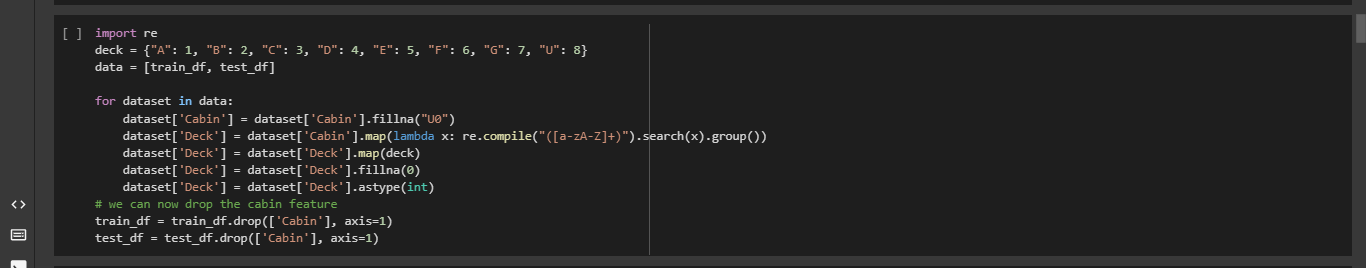 [ ] import re
deck = {"A": 1, "B": 2, "C": 3, "D": 4, "E": 5, "F": 6, "G": 7, "U": 8}
data = [train_df, test_df]
for dataset in data:
    dataset['Cabin'] = dataset['Cabin'].fillna("U0")
    dataset['Deck'] = dataset['Cabin'].map(lambda x: re.compile("([a-zA-Z]+)").search(x).group())
    dataset['Deck'] = dataset['Deck'].map(deck)
    dataset['Deck'] = dataset['Deck'].fillna(0)
    dataset['Deck'] = dataset['Deck'].astype(int)
# we can now drop the cabin feature
train_df = train_df.drop(['Cabin'], axis=1)
test_df = test_df.drop(['Cabin'], axis=1)